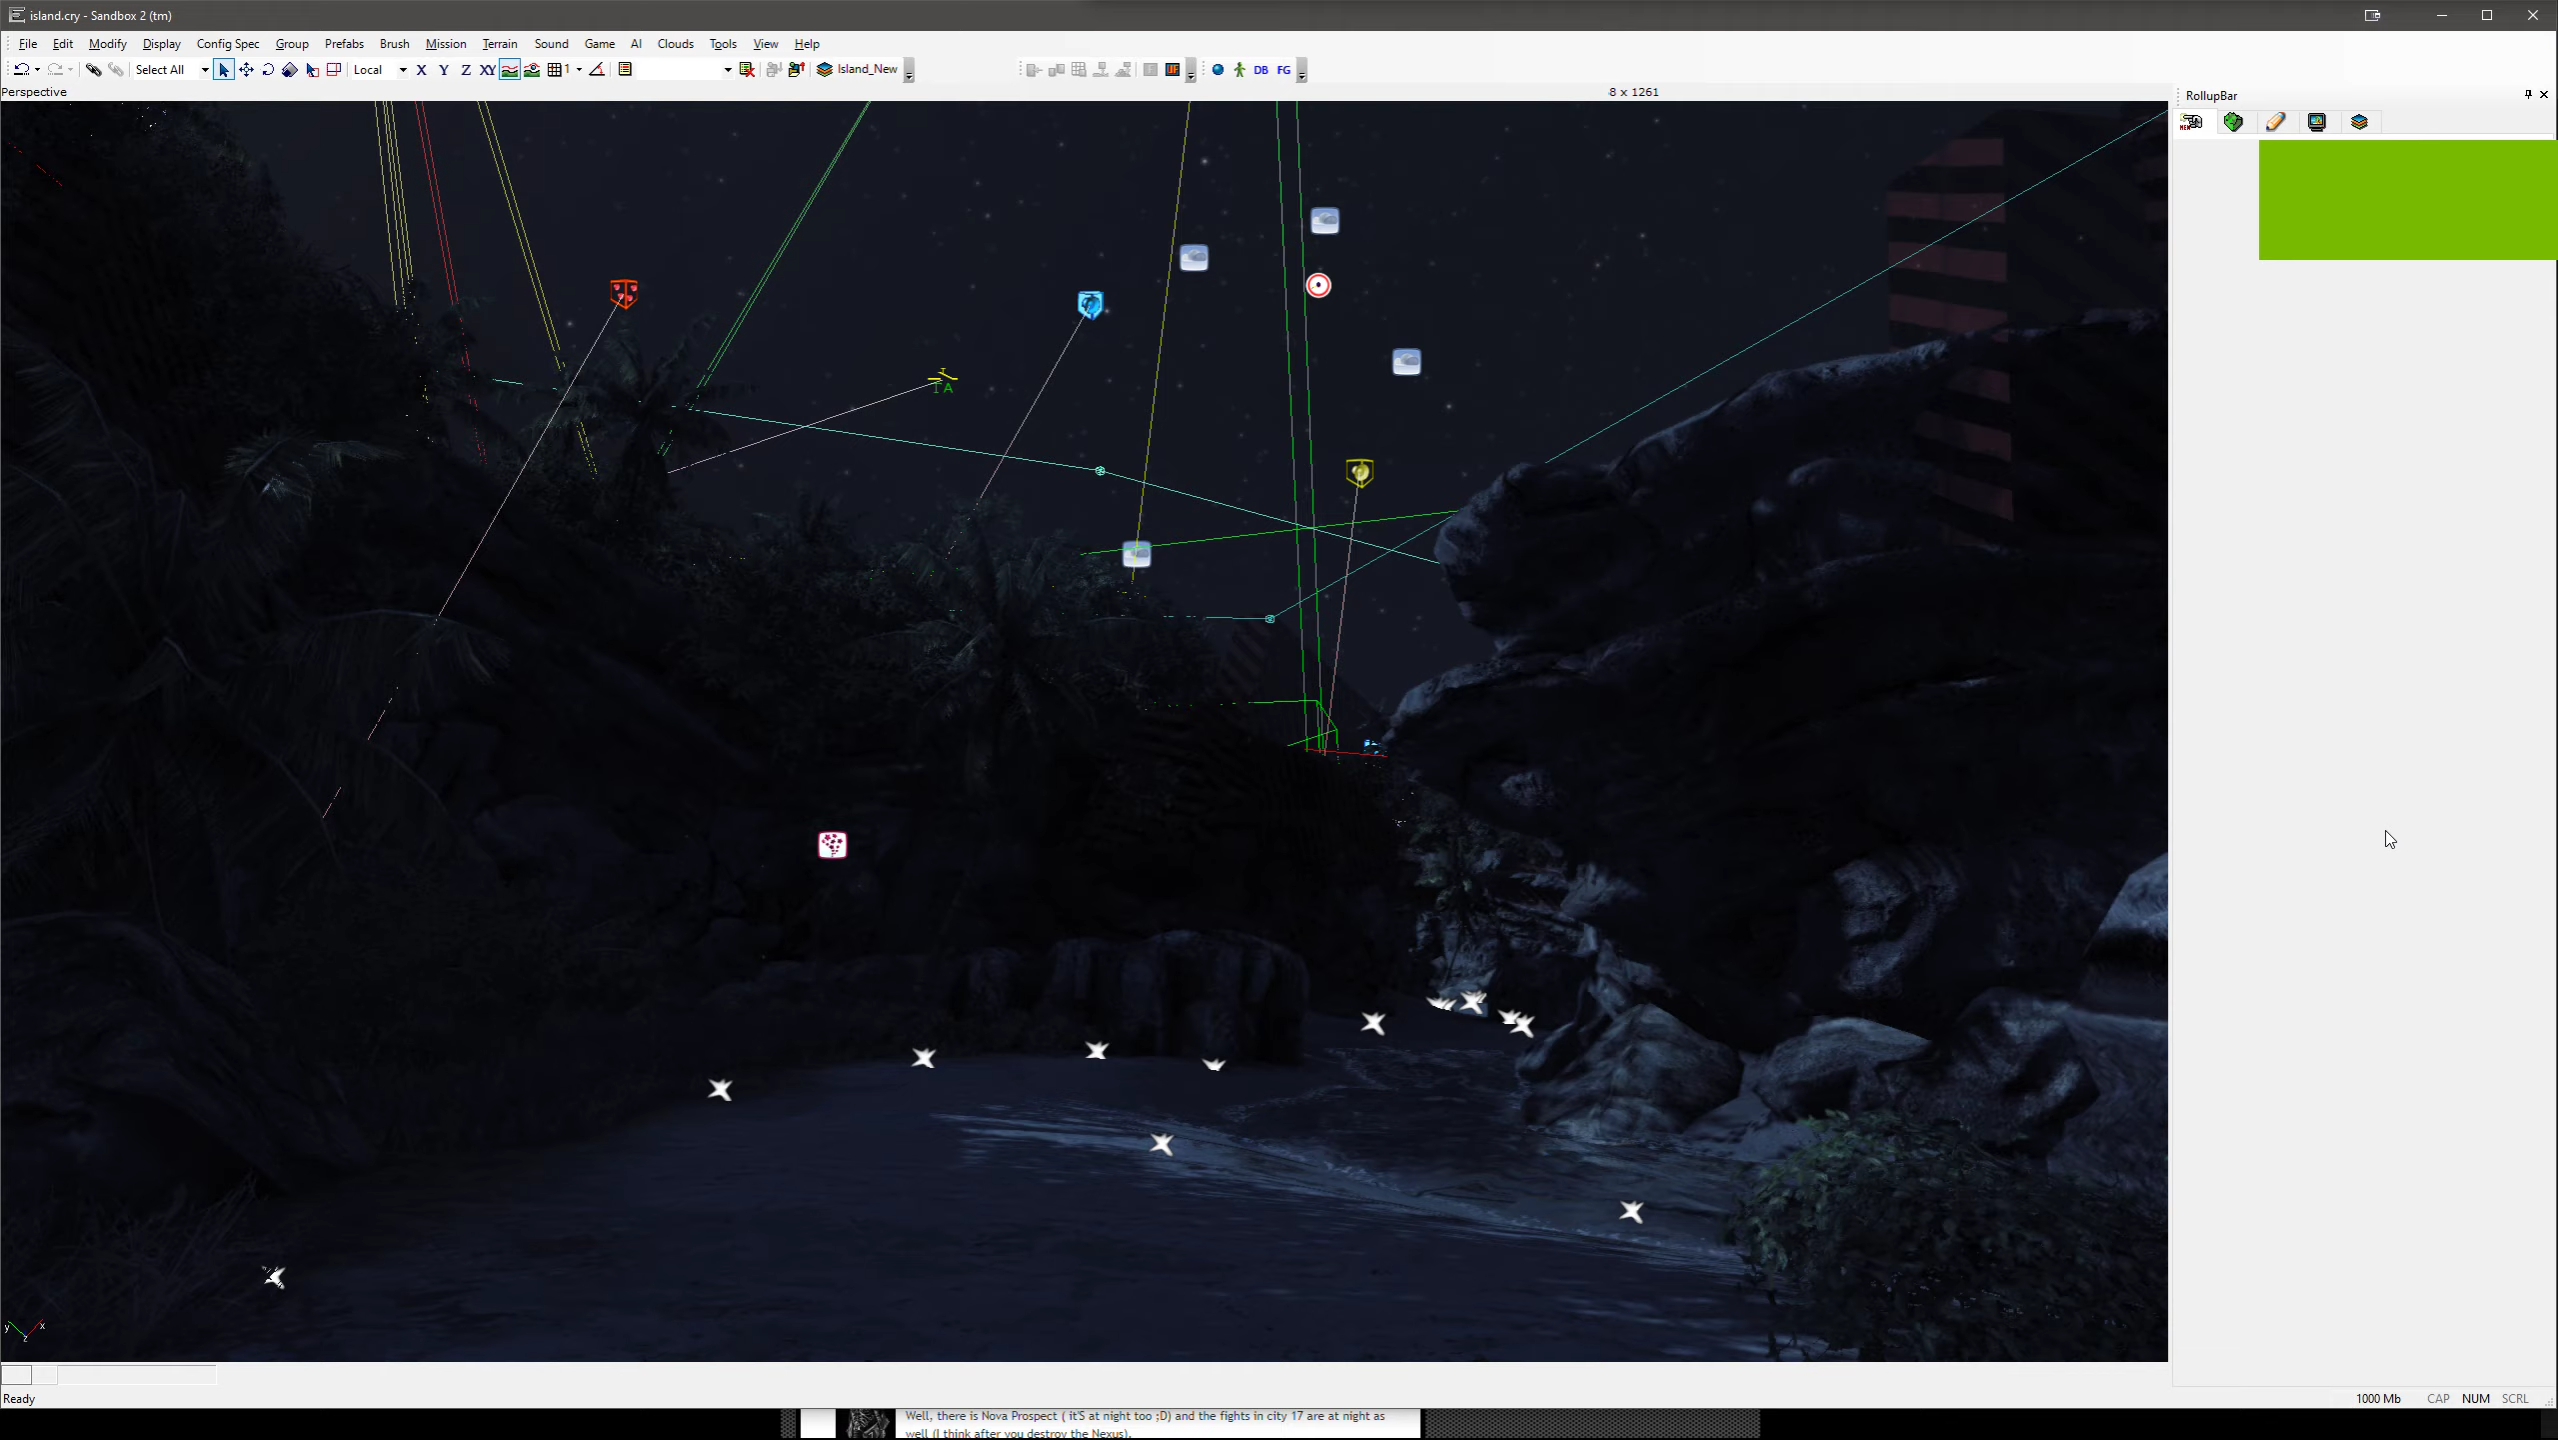 island.cry - Sandbox 2 (tm)
File Edit Modify Display Config Spec Group Prefabs Brush Mission Terrain Sound Game AI Clouds Tools View Help
Select All Local X Y Z XY 1 Island_New DB FG
Perspective
8 x 1261
RollupBar
A
y x
z
Ready
1000 Mb CAP NUM SCRL
Well, there is Nova Prospect ( it'S at night too ;D) and the fights in city 17 are at night as
well (I think after you destroy the Nexus).